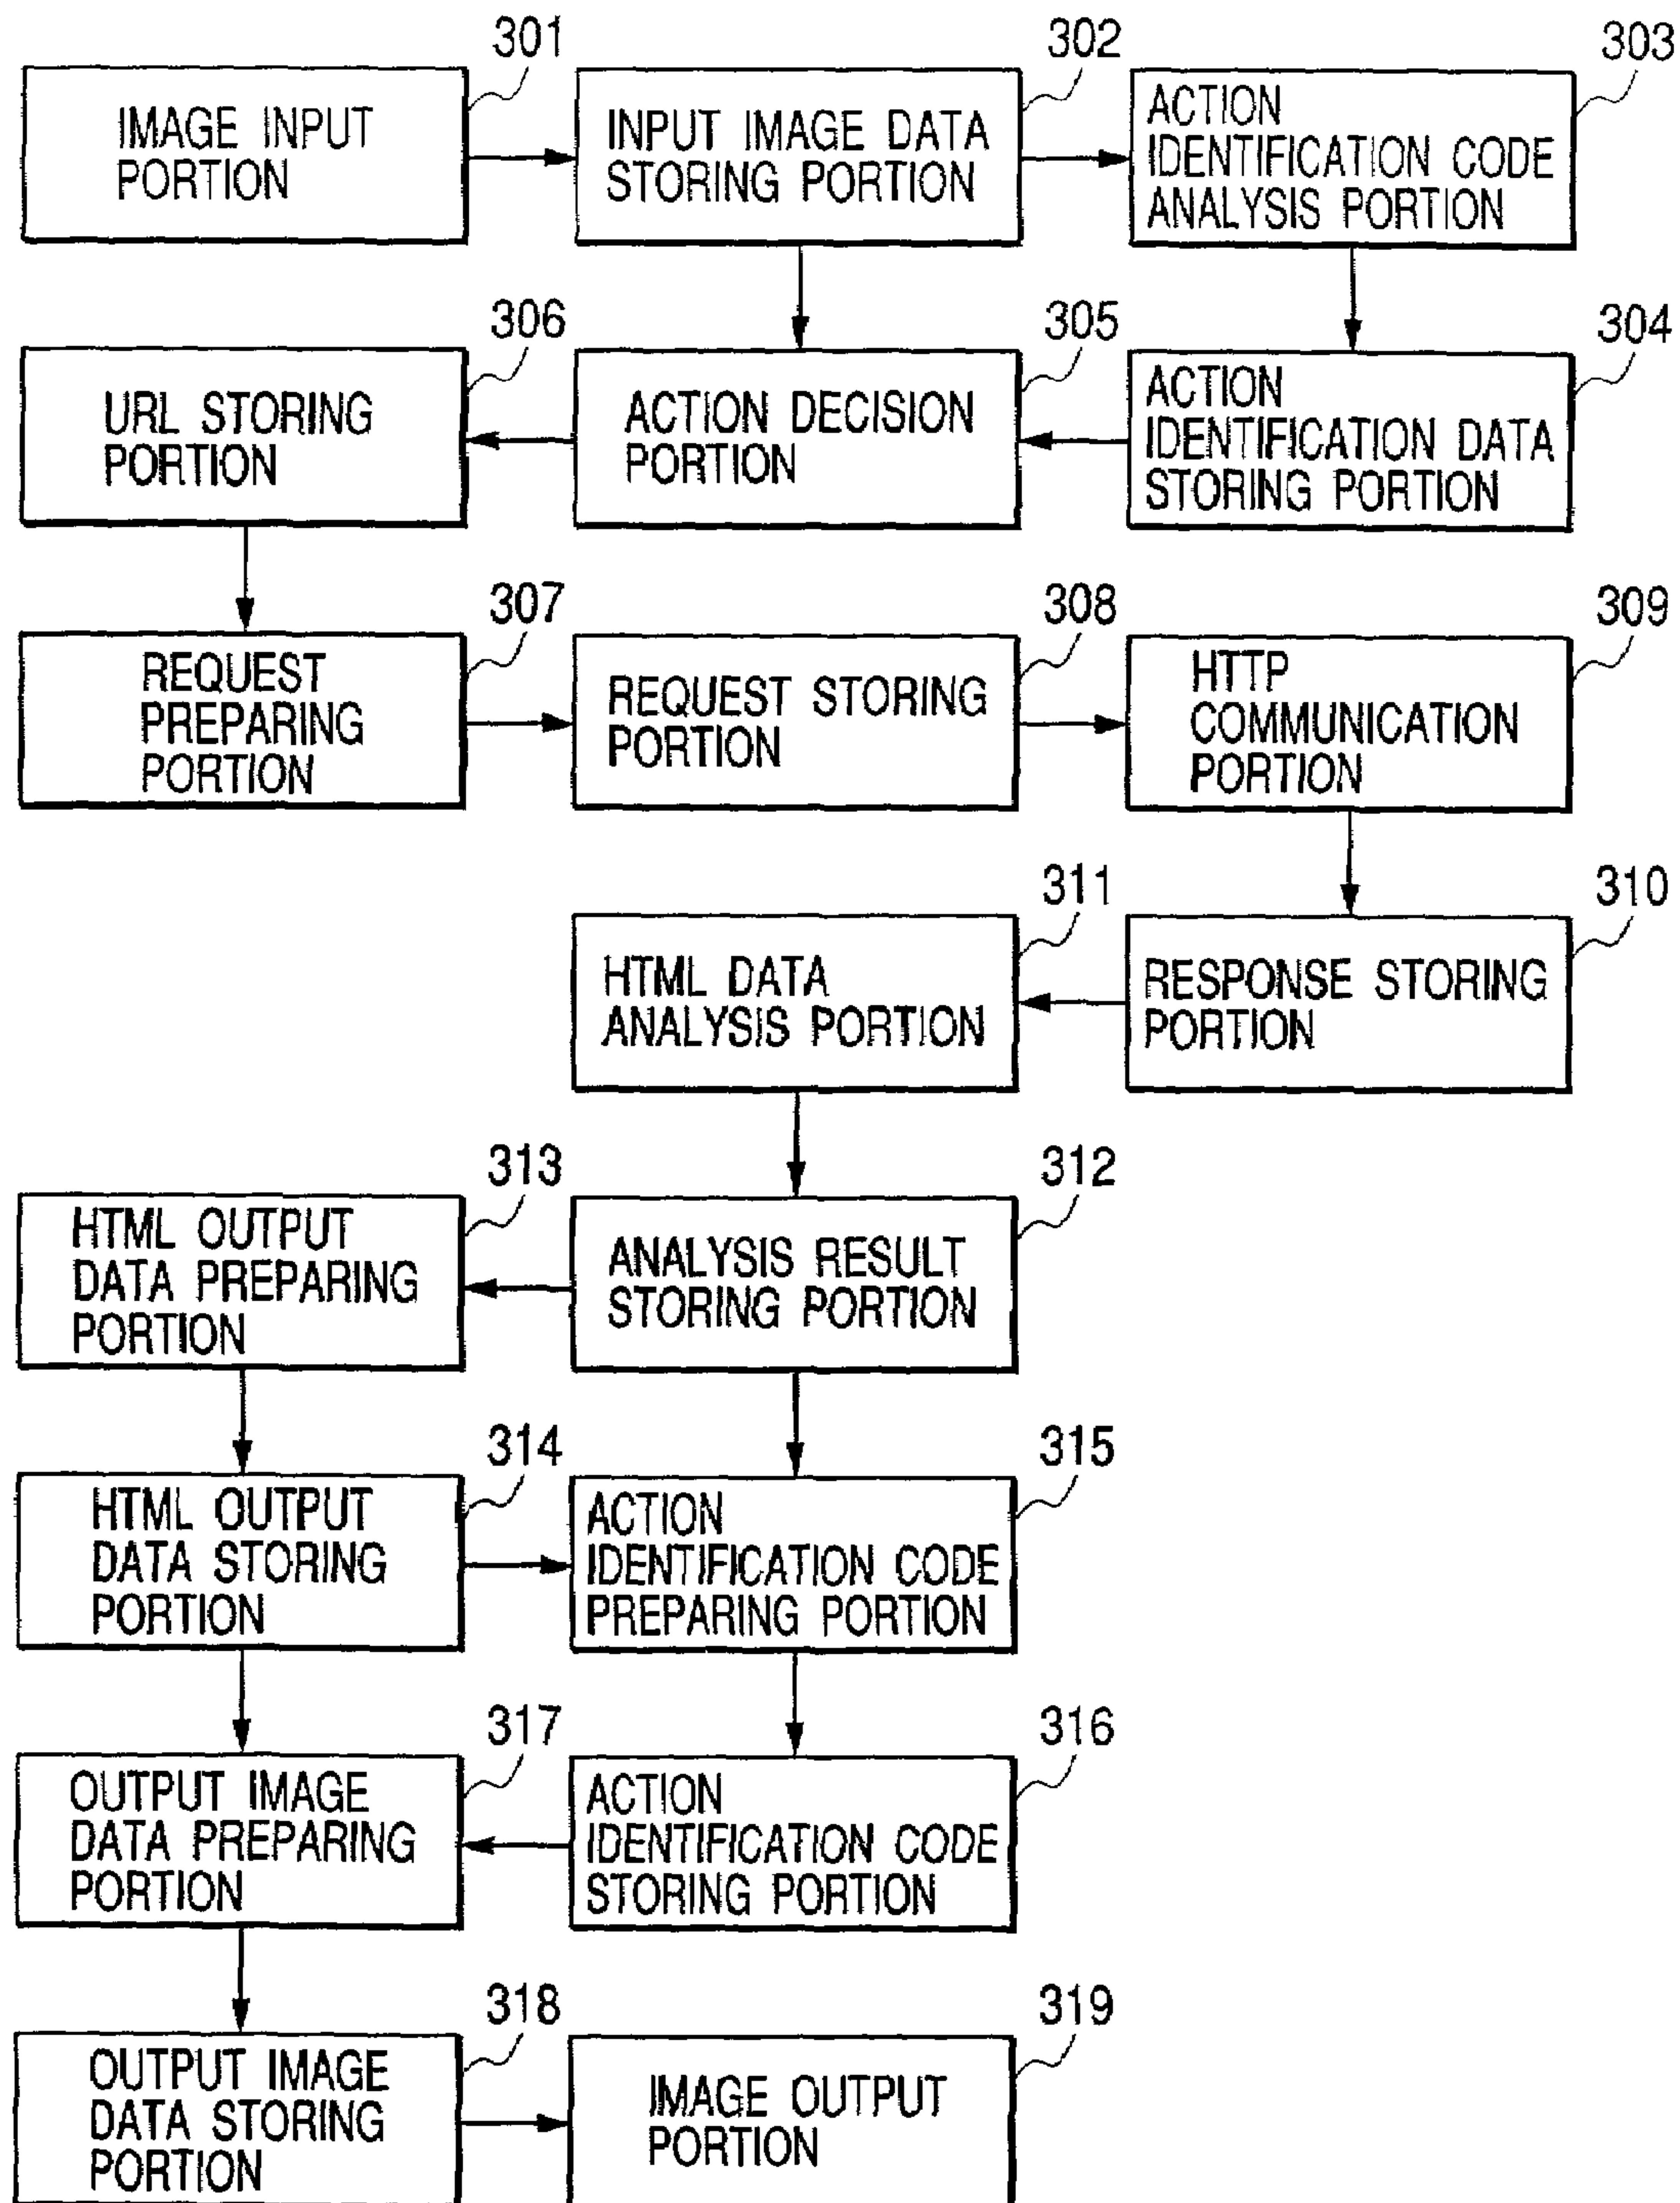 301
IMAGE INPUT
PORTION
302
INPUT IMAGE DATA
STORING PORTION
303
ACTION
IDENTIFICATION CODE
ANALYSIS PORTION
306
URL STORING
PORTION
305
ACTION DECISION
PORTION
304
ACTION
IDENTIFICATION DATA
STORING PORTION
307
REQUEST
PREPARING
PORTION
308
REQUEST STORING
PORTION
309
HTTP
COMMUNICATION
PORTION
311
HTML DATA
ANALYSIS PORTION
310
RESPONSE STORING
PORTION
313
HTML OUTPUT
DATA PREPARING
PORTION
312
ANALYSIS RESULT
STORING PORTION
314
HTML OUTPUT
DATA STORING
PORTION
315
ACTION
IDENTIFICATION CODE
PREPARING PORTION
317
OUTPUT IMAGE
DATA PREPARING
PORTION
316
ACTION
IDENTIFICATION CODE
STORING PORTION
318
OUTPUT IMAGE
DATA STORING
PORTION
319
IMAGE OUTPUT
PORTION